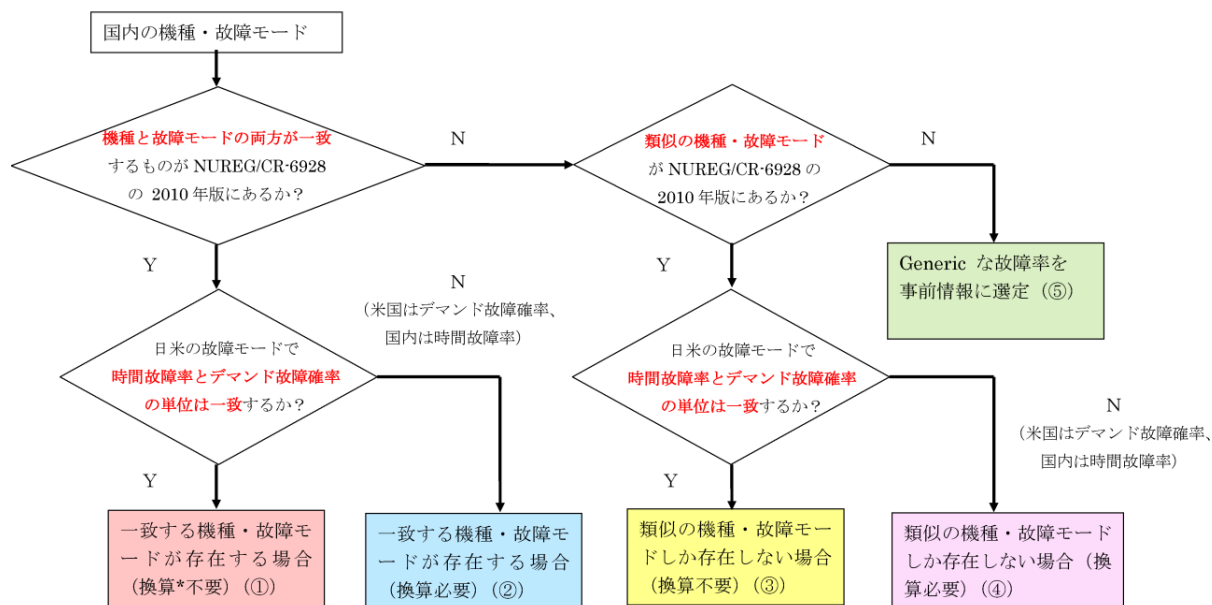 国内の機種・故障モード
機種と故障モードの両方が一致
するものが NUREG/CR-6928
の 2010 年版にあるか？
N
類似の機種・故障モード
が NUREG/CR-6928 の
2010 年版にあるか？
N
Y
N
（米国はデマンド故障確率、
国内は時間故障率）
Y
Generic な故障率を
事前情報に選定（⑤）
日米の故障モードで
時間故障率とデマンド故障確率
の単位は一致するか？
日米の故障モードで
時間故障率とデマンド故障確率
の単位は一致するか？
N
（米国はデマンド故障確率、
国内は時間故障率）
Y
Y
一致する機種・故障モ
ードが存在する場合
（換算*不要）（①）
一致する機種・故障モ
ードが存在する場合
（換算必要）（②）
類似の機種・故障モー
ドしか存在しない場合
（換算不要）（③）
類似の機種・故障モード
しか存在しない場合（換
算必要）（④）